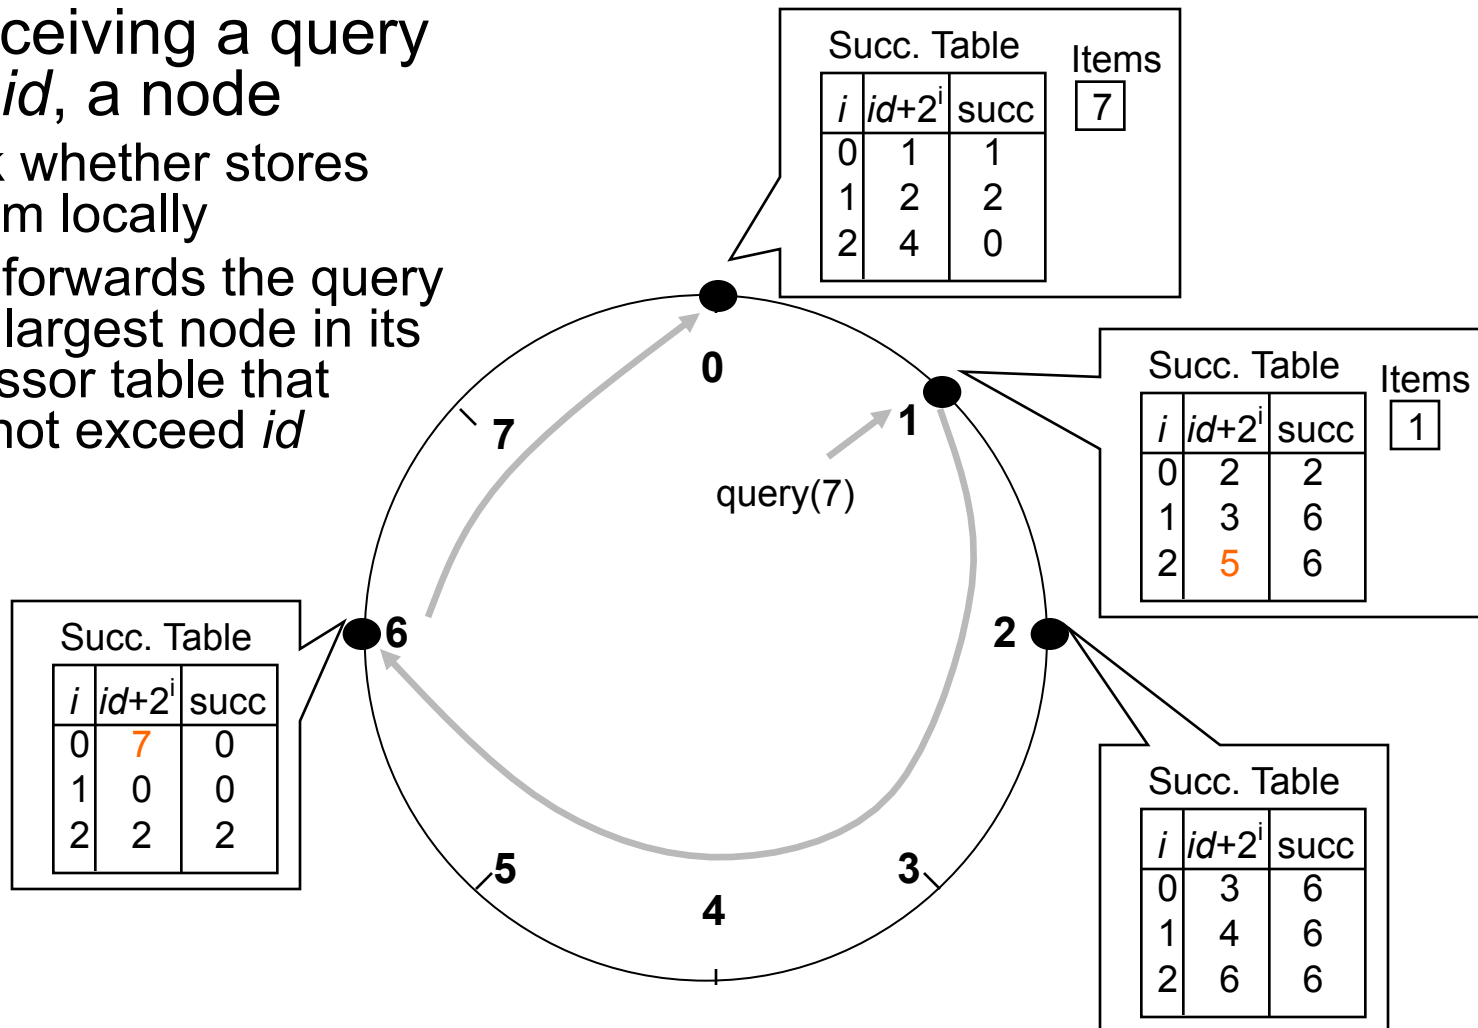 ceiving a query
id, a node
k whether stores
m locally
forwards the query
largest node in its
ssor table that
not exceed id
Succ. Table
Items
i id+2^i succ
7
0 1 1
1 2 2
2 4 0
0
Succ. Table
Items
i id+2^i succ
1
0 2 2
1 3 6
2 5 6
1
7
query(7)
Succ. Table
i id+2^i succ
0 7 0
1 0 0
2 2 2
6
2
Succ. Table
i id+2^i succ
0 3 6
1 4 6
2 6 6
5
3
4